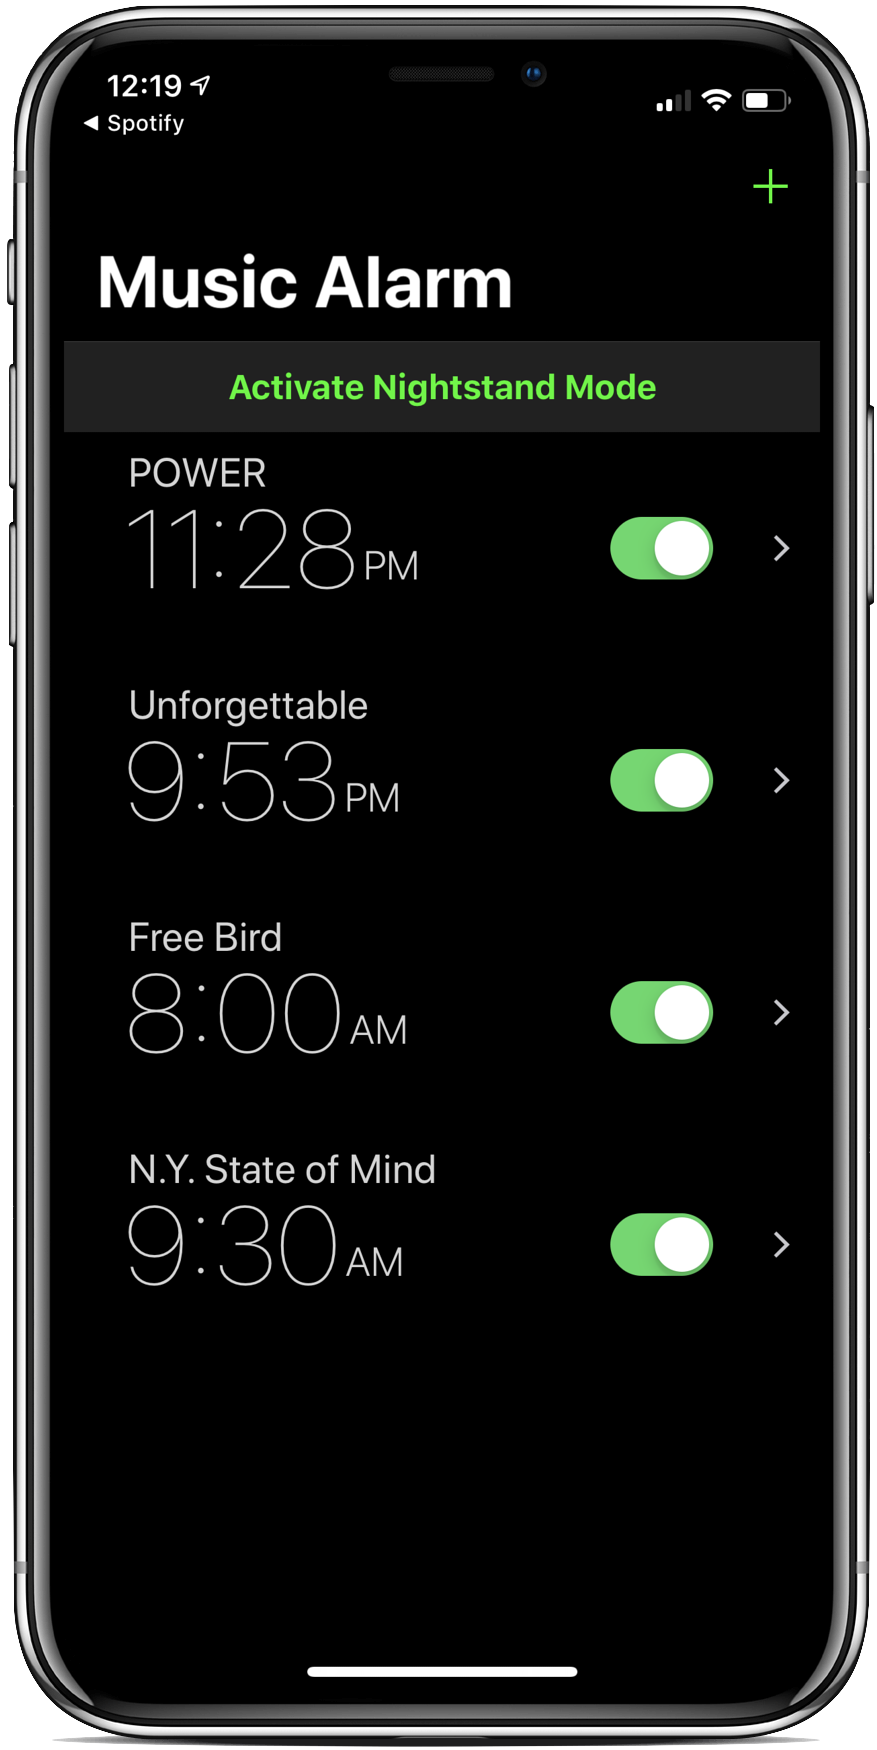 12:19
◀ Spotify
+
Music Alarm
Activate Nightstand Mode
POWER
11:28 PM
Unforgettable
9:53 PM
Free Bird
8:00 AM
N.Y. State of Mind
9:30 AM